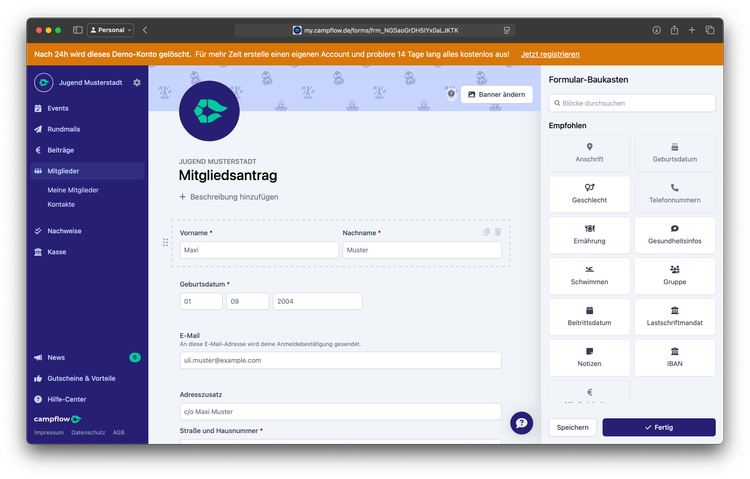 Personal
my.campflow.de/forms/frm_NGSaoGrDH5IYx0aLJKTK
Nach 24h wird dieses Demo-Konto gelöscht. Für mehr Zeit erstelle einen eigenen Account und probiere 14 Tage lang alles kostenlos aus! Jetzt registrieren
Jugend Musterstadt
Events
Rundmails
Beiträge
Mitglieder
Meine Mitglieder
Kontakte
Nachweise
Kasse
News 6
Gutscheine & Vorteile
Hilfe-Center
campflow
Impressum Datenschutz AGB
Banner ändern
JUGEND MUSTERSTADT
Mitgliedsantrag
+ Beschreibung hinzufügen
Vorname * Nachname *
Maxi Muster
Geburtsdatum *
01 09 2004
E-Mail
An diese E-Mail-Adresse wird deine Anmeldebestätigung gesendet.
uli.muster@example.com
Adresszusatz
c/o Maxi Muster
Straße und Hausnummer *
Formular-Baukasten
Blöcke durchsuchen
Empfohlen
Anschrift Geburtsdatum
Geschlecht Telefonnummern
Ernährung Gesundheitsinfos
Schwimmen Gruppe
Beitrittsdatum Lastschriftmandat
Notizen IBAN
Speichern Fertig